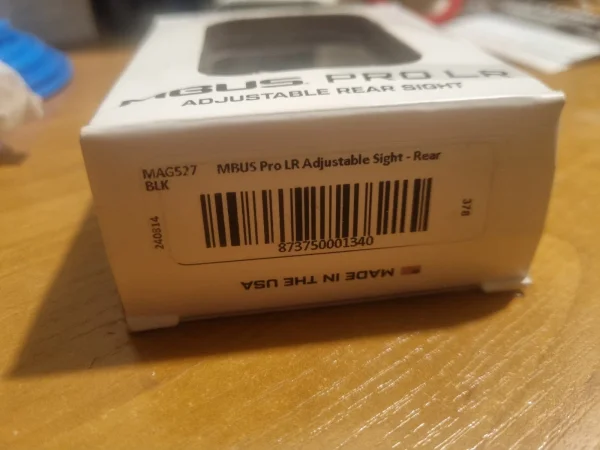 MBUS PRO LR
ADJUSTABLE REAR SIGHT
MAG527 MBUS Pro LR Adjustable Sight - Rear
BLK
240814
378
873750001340
MADE IN THE USA